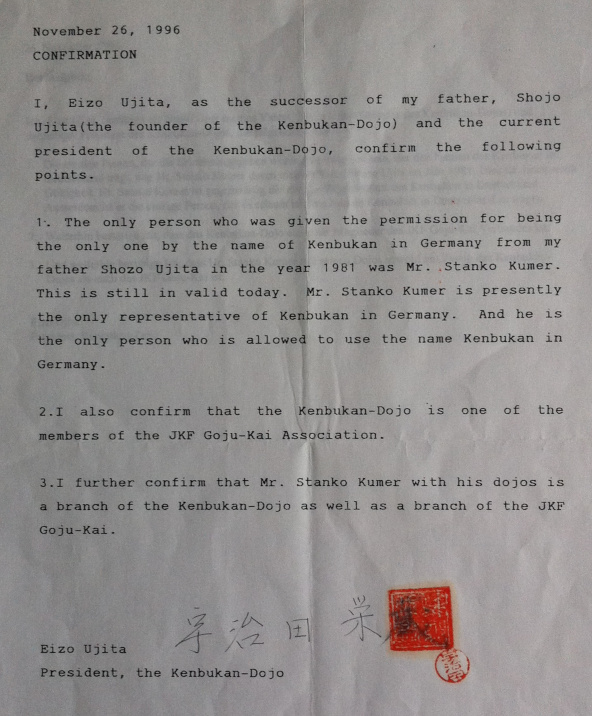 November 26, 1996
CONFIRMATION
I, Eizo Ujita, as the successor of my father, Shojo
Ujita(the founder of the Kenbukan-Dojo) and the current
president of the Kenbukan-Dojo, confirm the following
points.
1. The only person who was given the permission for being
the only one by the name of Kenbukan in Germany from my
father Shozo Ujita in the year 1981 was Mr. Stanko Kumer.
This is still in valid today. Mr. Stanko Kumer is presently
the only representative of Kenbukan in Germany. And he is
the only person who is allowed to use the name Kenbukan in
Germany.
2.I also confirm that the Kenbukan-Dojo is one of the
members of the JKF Goju-Kai Association.
3.I further confirm that Mr. Stanko Kumer with his dojos is
a branch of the Kenbukan-Dojo as well as a branch of the JKF
Goju-Kai.
宇治田 栄
Eizo Ujita
President, the Kenbukan-Dojo